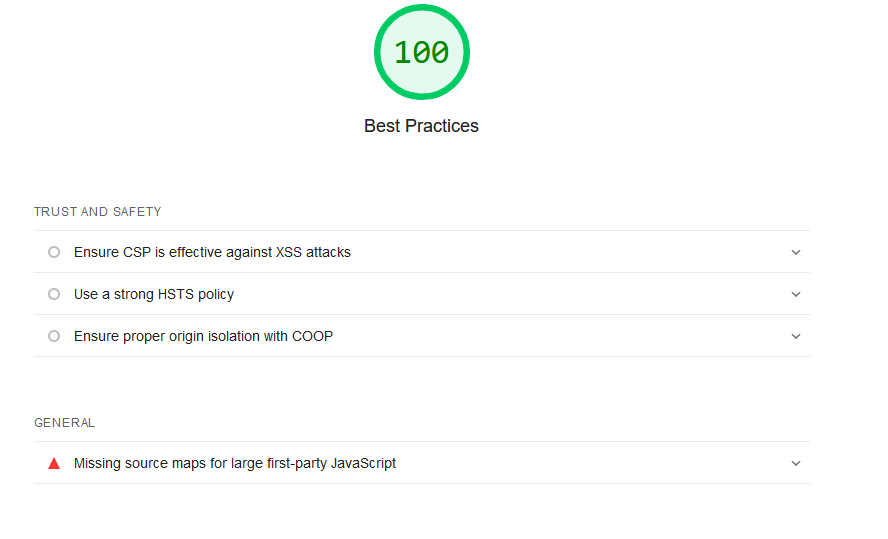 100
Best Practices
TRUST AND SAFETY
Ensure CSP is effective against XSS attacks
Use a strong HSTS policy
Ensure proper origin isolation with COOP
GENERAL
Missing source maps for large first-party JavaScript